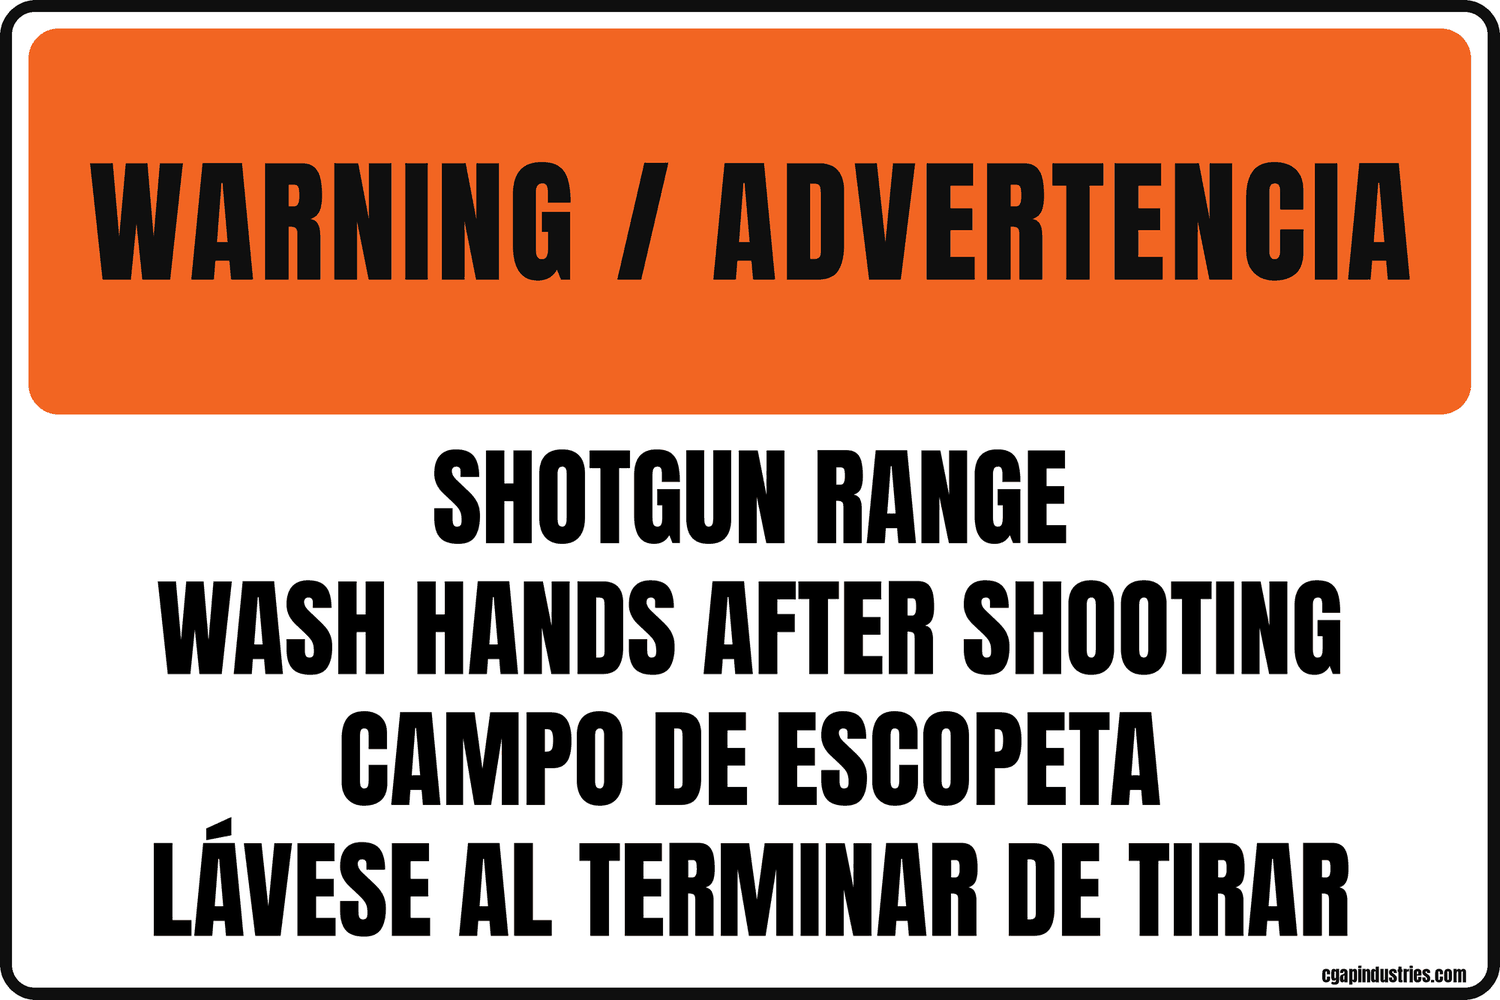 WARNING / ADVERTENCIA
SHOTGUN RANGE
WASH HANDS AFTER SHOOTING
CAMPO DE ESCOPETA
LÁVESE AL TERMINAR DE TIRAR
cgapindustries.com